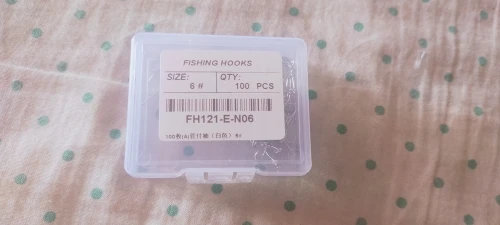 FISHING HOOKS
SIZE: QTY:
6# 100 PCS
FH121-E-N06